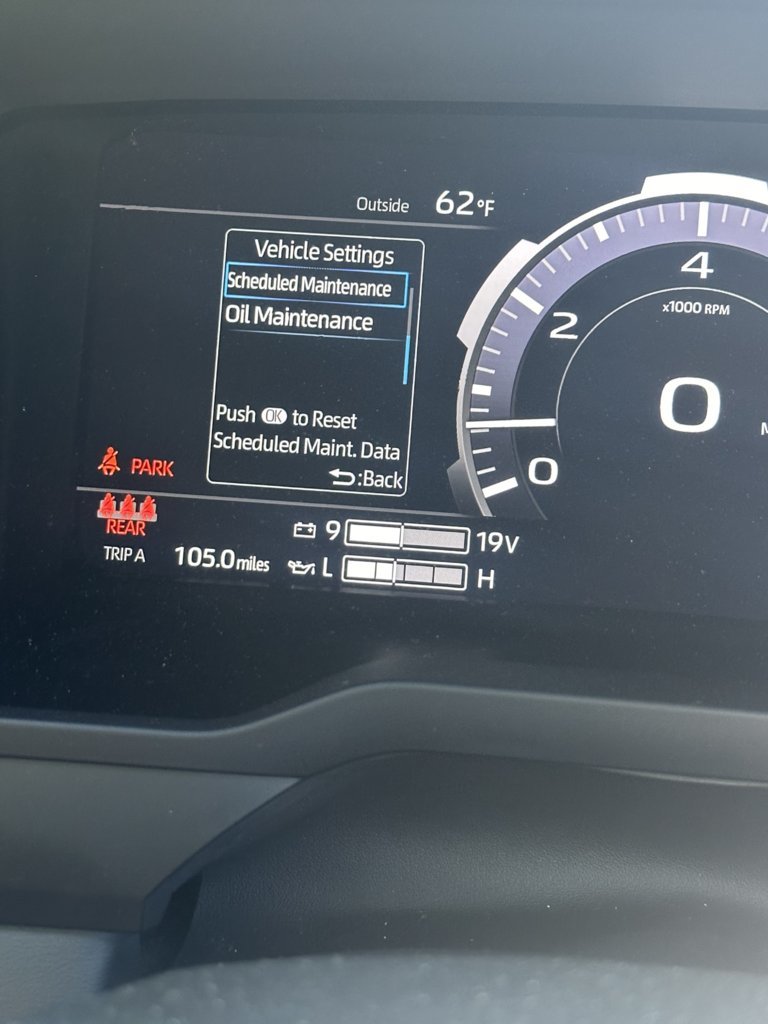 Outside 62°F
Vehicle Settings
Scheduled Maintenance
Oil Maintenance
Push OK to Reset
Scheduled Maint. Data
:Back
PARK
REAR
TRIP A 105.0 miles
9 19V
L H
4
x1000 RPM
2
0
0